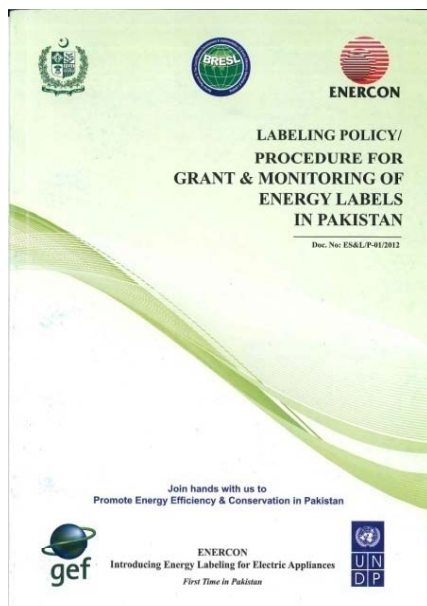 BRESL
ENERCON
LABELING POLICY/
PROCEDURE FOR
GRANT & MONITORING OF
ENERGY LABELS
IN PAKISTAN
Doc. No: ES&L/P-01/2012
Join hands with us to
Promote Energy Efficiency & Conservation in Pakistan
gef
ENERCON
Introducing Energy Labeling for Electric Appliances
First Time in Pakistan
U N
D P